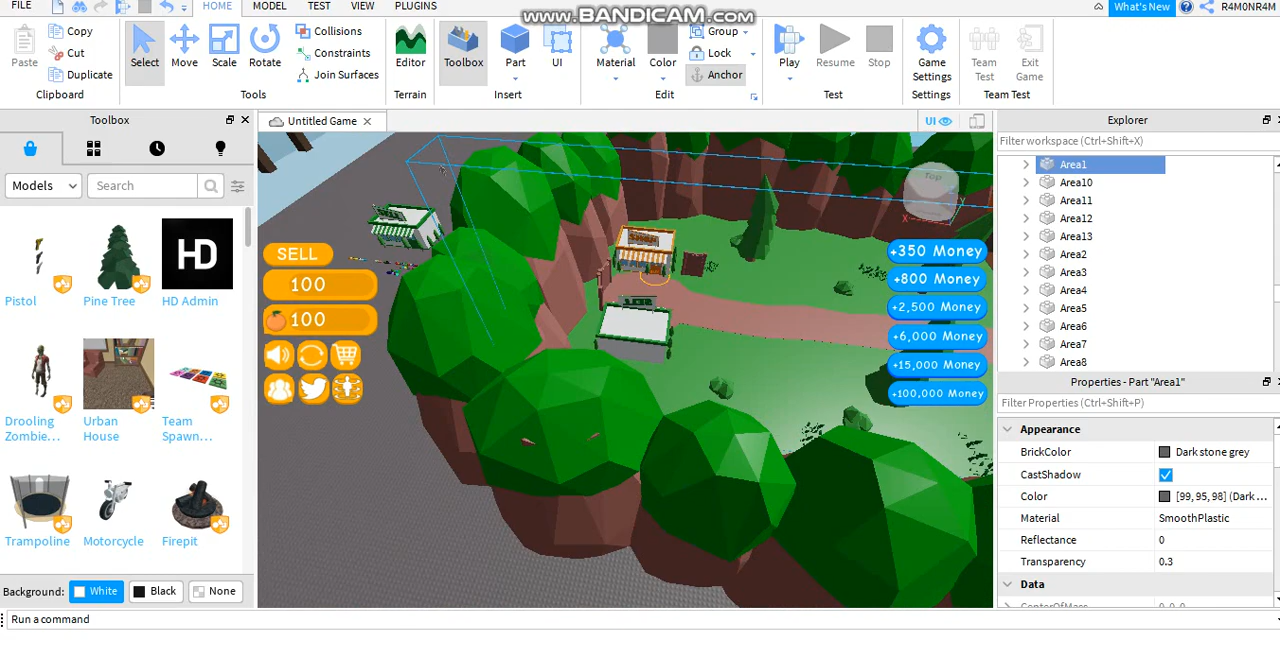 FILE HOME MODEL TEST VIEW PLUGINS
www.BANDICAM.com
What's New R4M0NR4M
Paste Copy Cut Duplicate
Clipboard
Select Move Scale Rotate
Collisions
Constraints
Join Surfaces
Tools
Editor
Terrain
Toolbox Part UI
Insert
Material Color Group Lock Anchor
Edit
Play Resume Stop
Test
Game Settings
Settings
Team Test Exit Game
Team Test
Toolbox
Models Search
Pistol Pine Tree HD Admin
HD
Drooling Zombie... Urban House Team Spawn...
Trampoline Motorcycle Firepit
Background: White Black None
Run a command
Untitled Game
UI
Top
X
Y
SELL
100
100
+350 Money
+800 Money
+2,500 Money
+6,000 Money
+15,000 Money
+100,000 Money
Explorer
Filter workspace (Ctrl+Shift+X)
Area1
Area10
Area11
Area12
Area13
Area2
Area3
Area4
Area5
Area6
Area7
Area8
Properties - Part "Area1"
Filter Properties (Ctrl+Shift+P)
Appearance
BrickColor Dark stone grey
CastShadow
Color [99, 95, 98] (Dark ...
Material SmoothPlastic
Reflectance 0
Transparency 0.3
Data